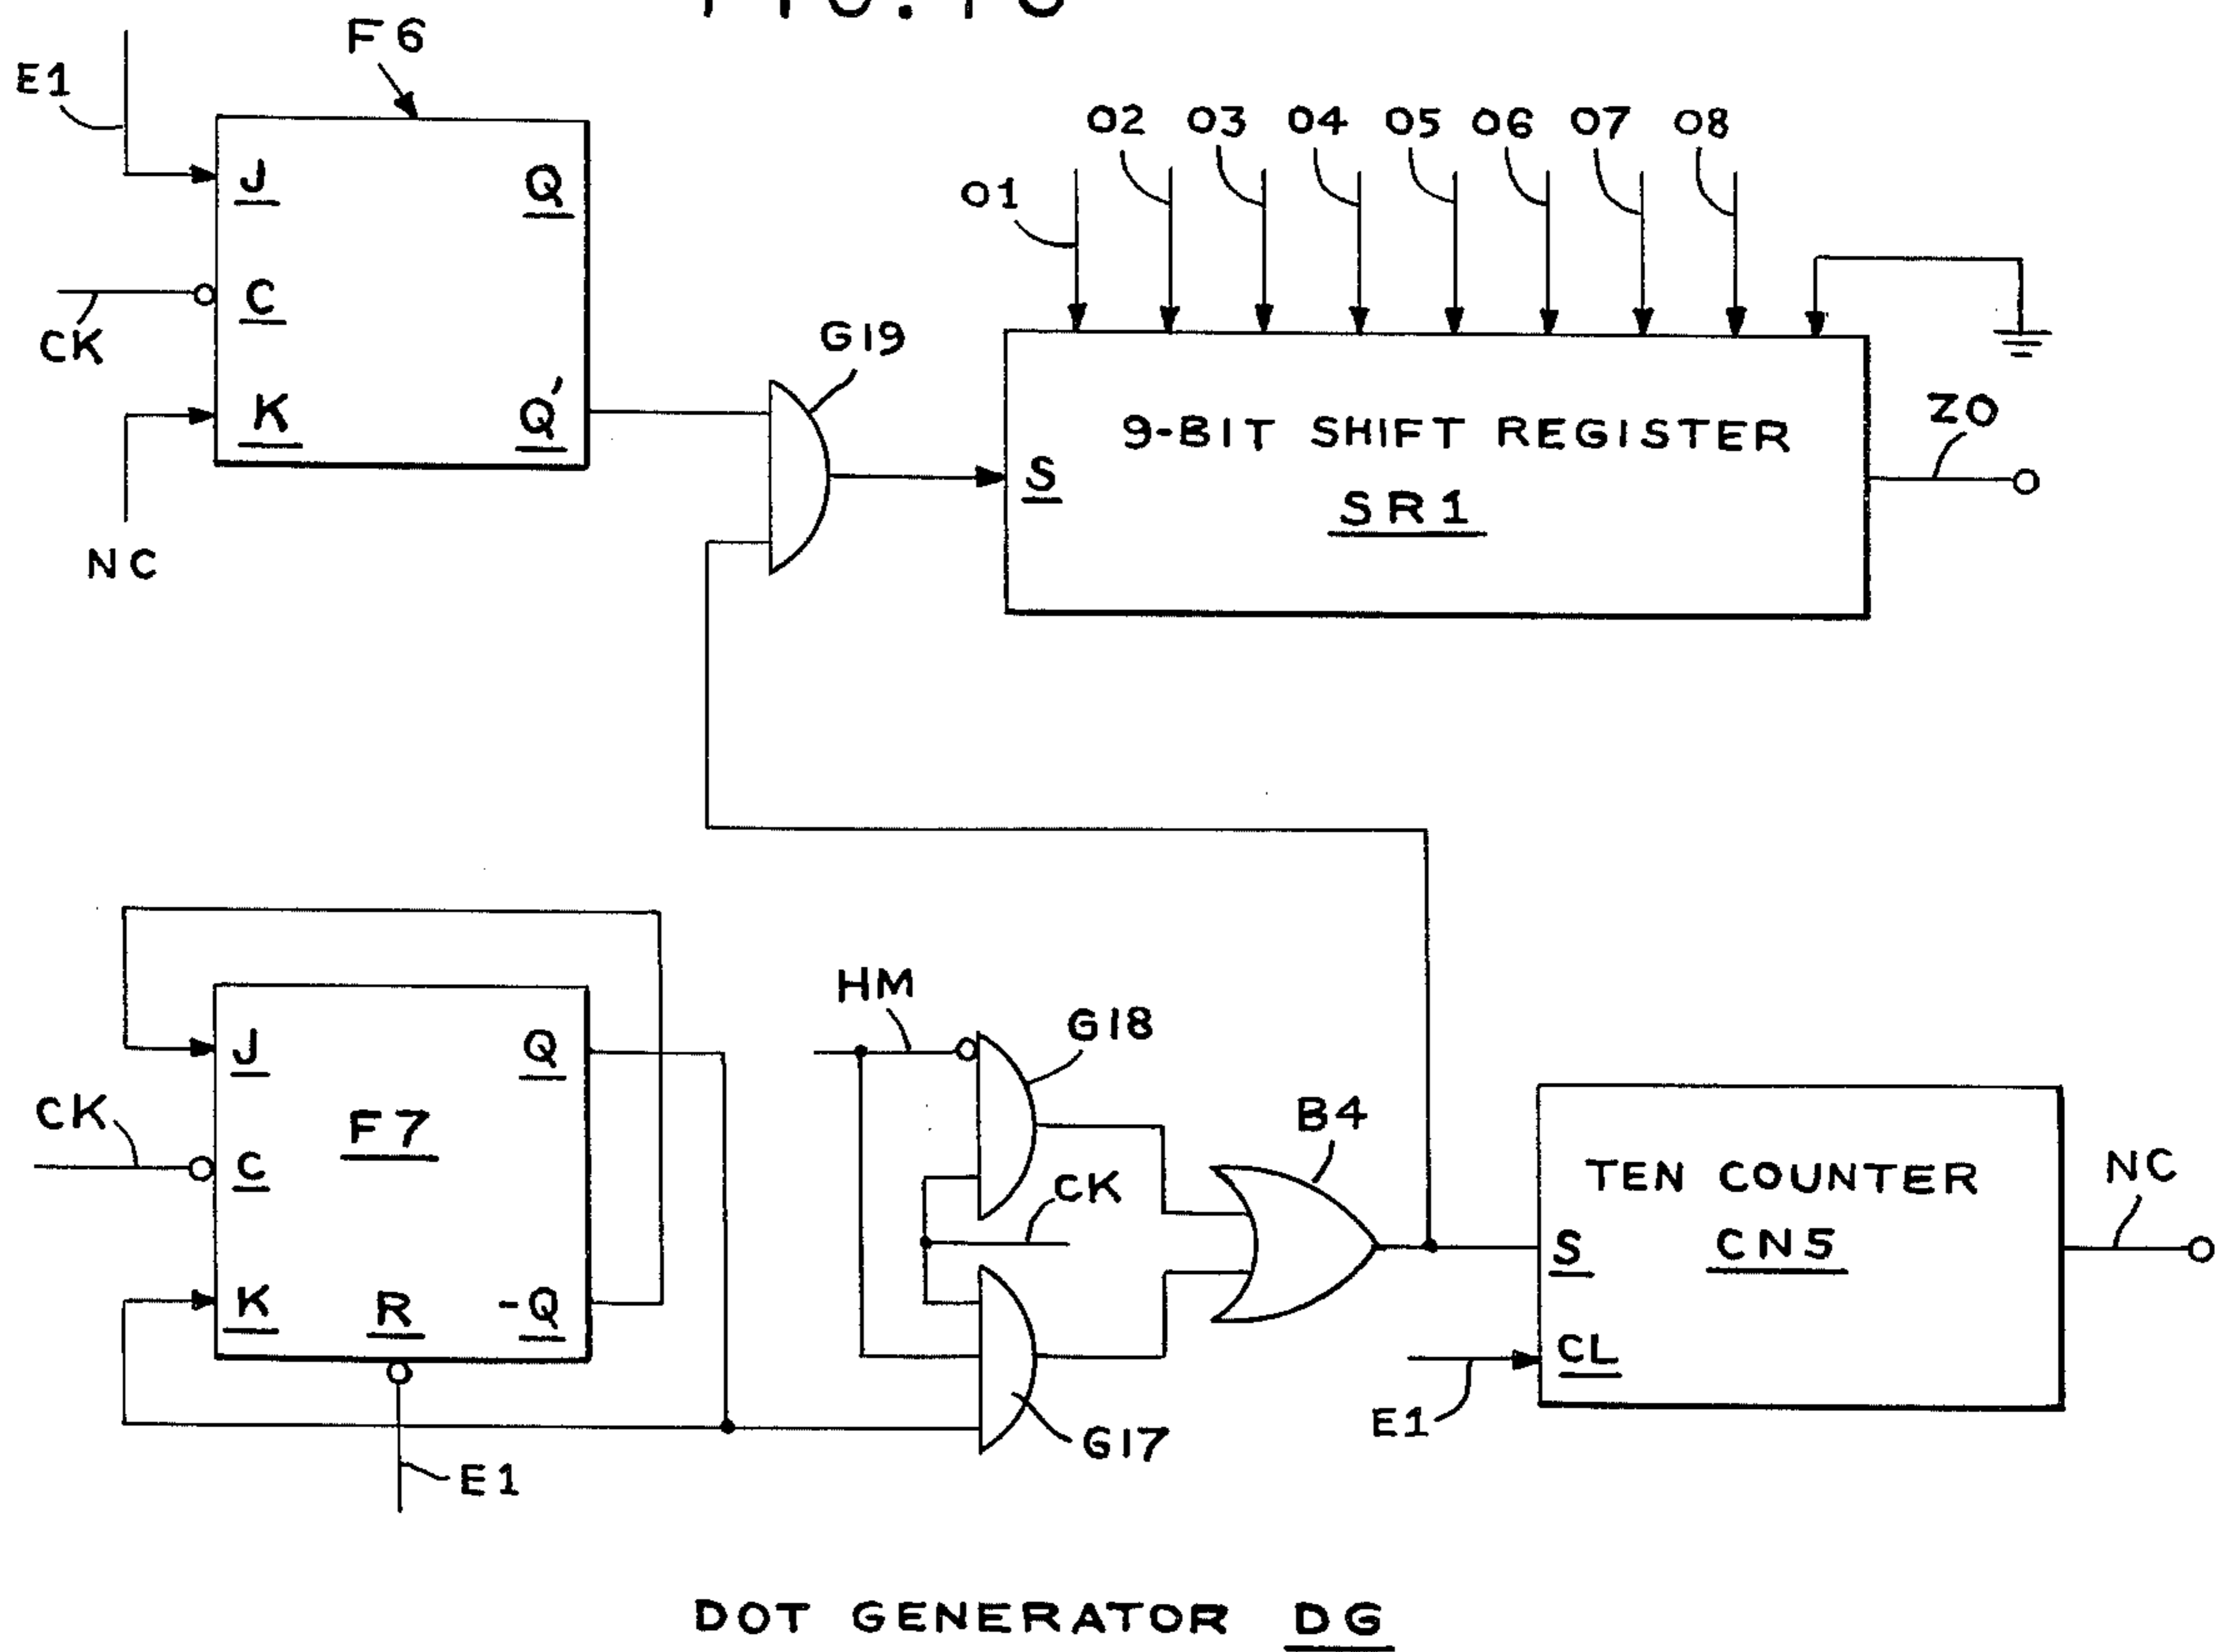 F6
E1
O2 O3 O4 O5 O6 O7 O8
J Q
O1
C
CK
G19
K Q'
9-BIT SHIFT REGISTER
ZO
S
SR1
NC
HM
G18
J Q
CK
F7
B4
C
CK
TEN COUNTER
NC
S
CN5
K R -Q
CL
E1
G17
E1
DOT GENERATOR DG